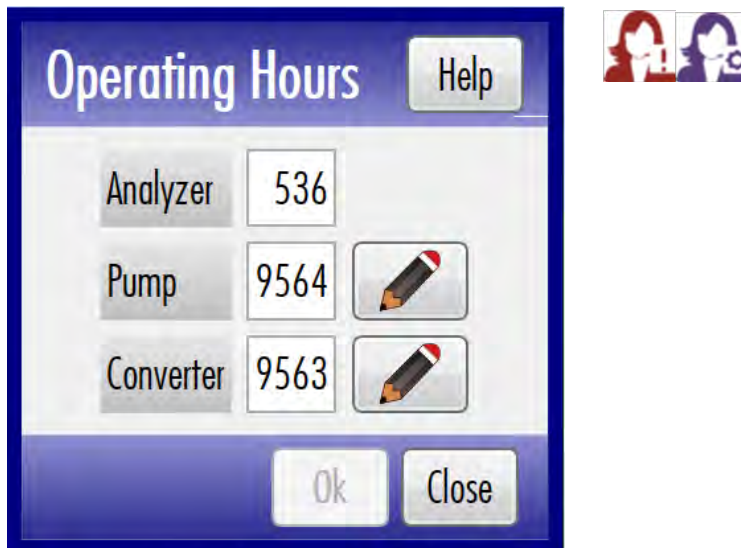 Operating Hours Help
Analyzer 536
Pump 9564
Converter 9563
Ok Close